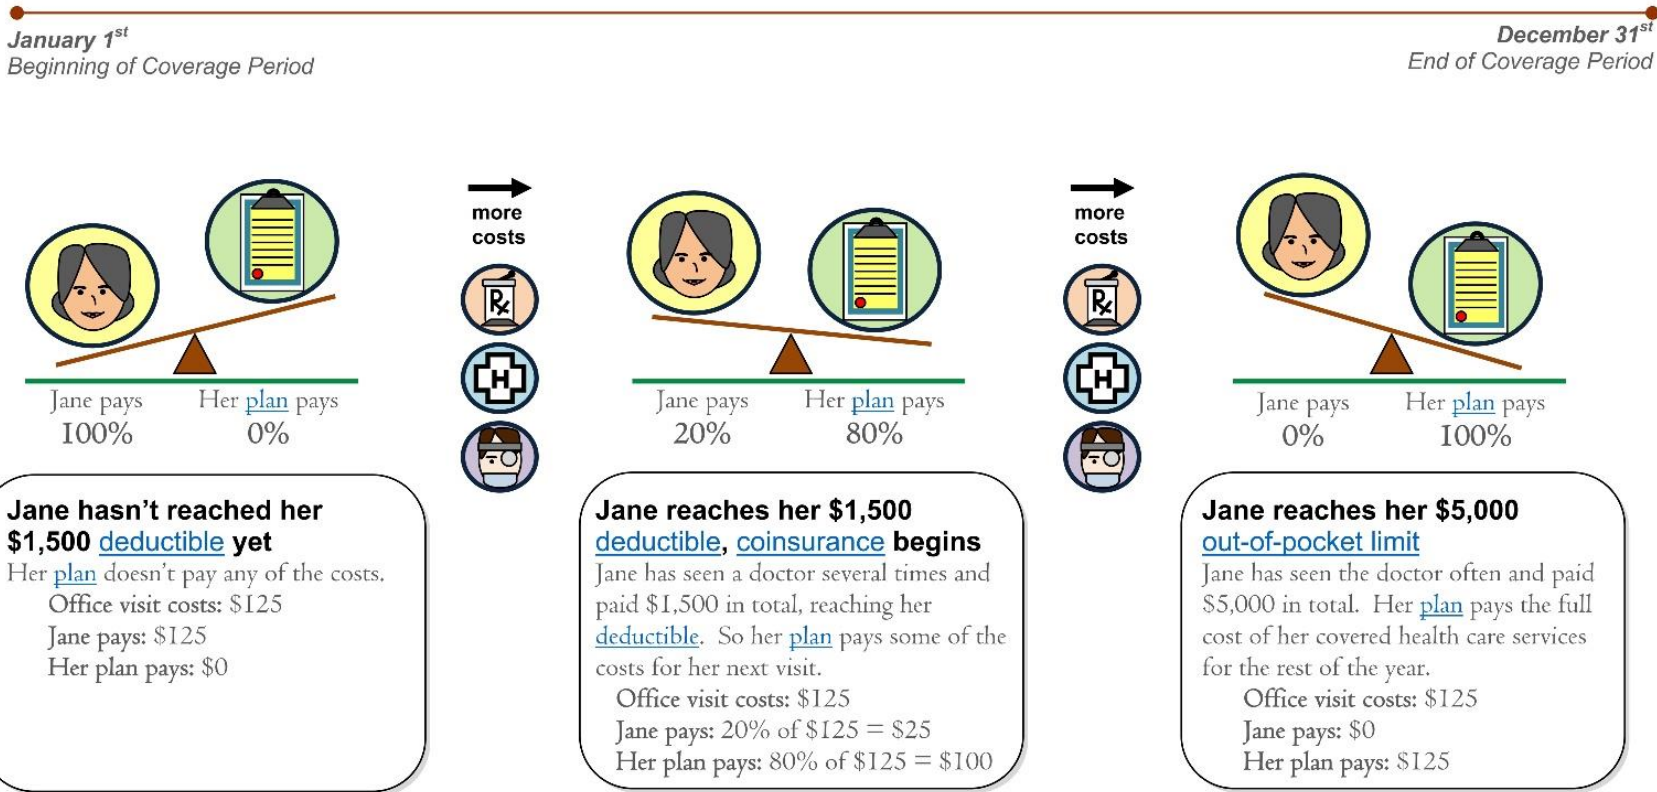 January 1st
Beginning of Coverage Period
December 31st
End of Coverage Period
Jane pays
100%
Her plan pays
0%
more
costs
Rx
H
Jane pays
20%
Her plan pays
80%
more
costs
Rx
H
Jane pays
0%
Her plan pays
100%
Jane hasn’t reached her
$1,500 deductible yet
Her plan doesn’t pay any of the costs.
Office visit costs: $125
Jane pays: $125
Her plan pays: $0
Jane reaches her $1,500
deductible, coinsurance begins
Jane has seen a doctor several times and
paid $1,500 in total, reaching her
deductible.  So her plan pays some of the
costs for her next visit.
Office visit costs: $125
Jane pays: 20% of $125 = $25
Her plan pays: 80% of $125 = $100
Jane reaches her $5,000
out-of-pocket limit
Jane has seen the doctor often and paid
$5,000 in total.  Her plan pays the full
cost of her covered health care services
for the rest of the year.
Office visit costs: $125
Jane pays: $0
Her plan pays: $125